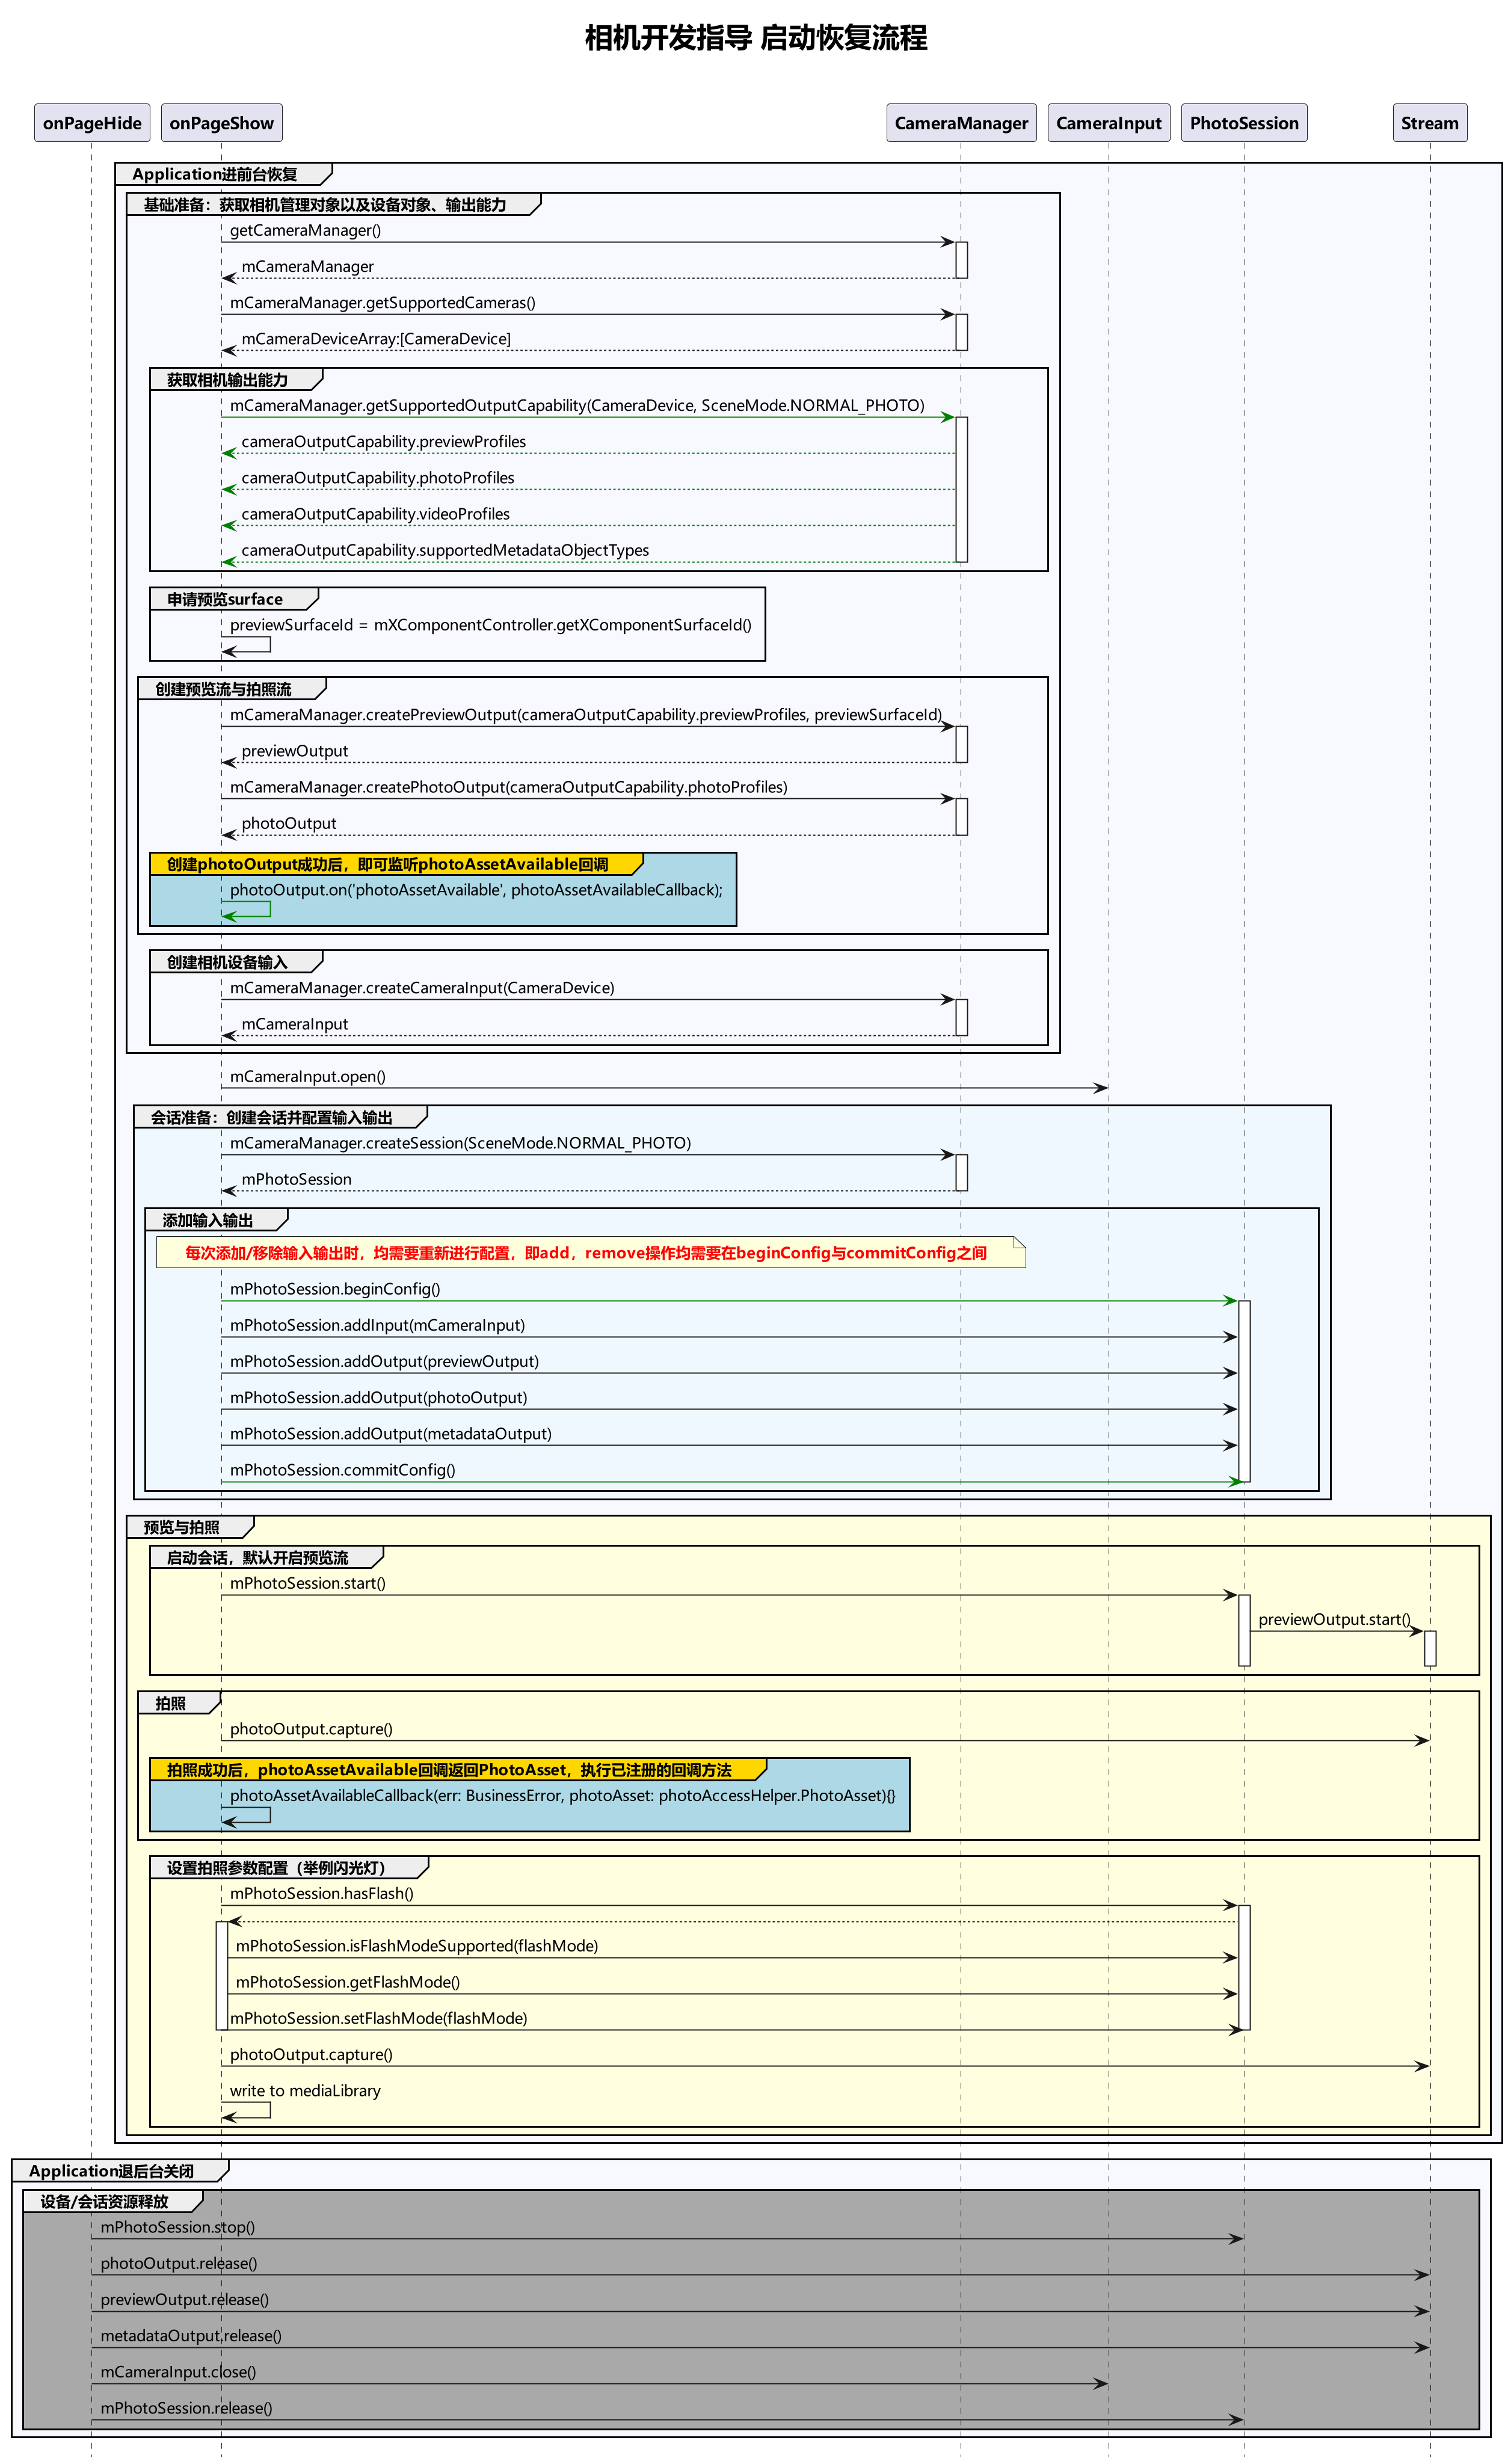 相机开发指导 启动恢复流程
onPageHide
onPageShow
CameraManager
CameraInput
PhotoSession
Stream
Application进前台恢复
基础准备：获取相机管理对象以及设备对象、输出能力
getCameraManager()
mCameraManager
mCameraManager.getSupportedCameras()
mCameraDeviceArray:[CameraDevice]
获取相机输出能力
mCameraManager.getSupportedOutputCapability(CameraDevice, SceneMode.NORMAL_PHOTO)
cameraOutputCapability.previewProfiles
cameraOutputCapability.photoProfiles
cameraOutputCapability.videoProfiles
cameraOutputCapability.supportedMetadataObjectTypes
申请预览surface
previewSurfaceId = mXComponentController.getXComponentSurfaceId()
创建预览流与拍照流
mCameraManager.createPreviewOutput(cameraOutputCapability.previewProfiles, previewSurfaceId)
previewOutput
mCameraManager.createPhotoOutput(cameraOutputCapability.photoProfiles)
photoOutput
创建photoOutput成功后，即可监听photoAssetAvailable回调
photoOutput.on('photoAssetAvailable', photoAssetAvailableCallback);
创建相机设备输入
mCameraManager.createCameraInput(CameraDevice)
mCameraInput
mCameraInput.open()
会话准备：创建会话并配置输入输出
mCameraManager.createSession(SceneMode.NORMAL_PHOTO)
mPhotoSession
添加输入输出
每次添加/移除输入输出时，均需要重新进行配置，即add，remove操作均需要在beginConfig与commitConfig之间
mPhotoSession.beginConfig()
mPhotoSession.addInput(mCameraInput)
mPhotoSession.addOutput(previewOutput)
mPhotoSession.addOutput(photoOutput)
mPhotoSession.addOutput(metadataOutput)
mPhotoSession.commitConfig()
预览与拍照
启动会话，默认开启预览流
mPhotoSession.start()
previewOutput.start()
拍照
photoOutput.capture()
拍照成功后，photoAssetAvailable回调返回PhotoAsset，执行已注册的回调方法
photoAssetAvailableCallback(err: BusinessError, photoAsset: photoAccessHelper.PhotoAsset){}
设置拍照参数配置（举例闪光灯）
mPhotoSession.hasFlash()
mPhotoSession.isFlashModeSupported(flashMode)
mPhotoSession.getFlashMode()
mPhotoSession.setFlashMode(flashMode)
photoOutput.capture()
write to mediaLibrary
Application退后台关闭
设备/会话资源释放
mPhotoSession.stop()
photoOutput.release()
previewOutput.release()
metadataOutput.release()
mCameraInput.close()
mPhotoSession.release()